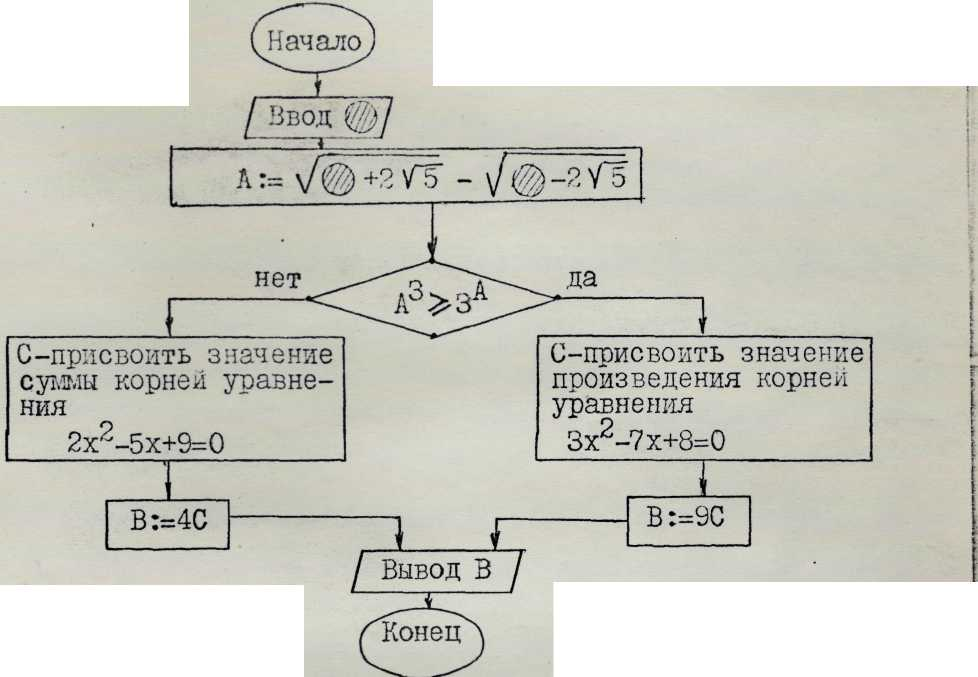 Начало
Ввод
A:= √(+2√5) - √(-2√5)
нет
да
A³ ⩾ 3ᴬ
С-присвоить значение
суммы корней уравне-
ния
2x²-5x+9=0
С-присвоить значение
произведения корней
уравнения
3x²-7x+8=0
B:=4C
B:=9C
Вывод В
Конец